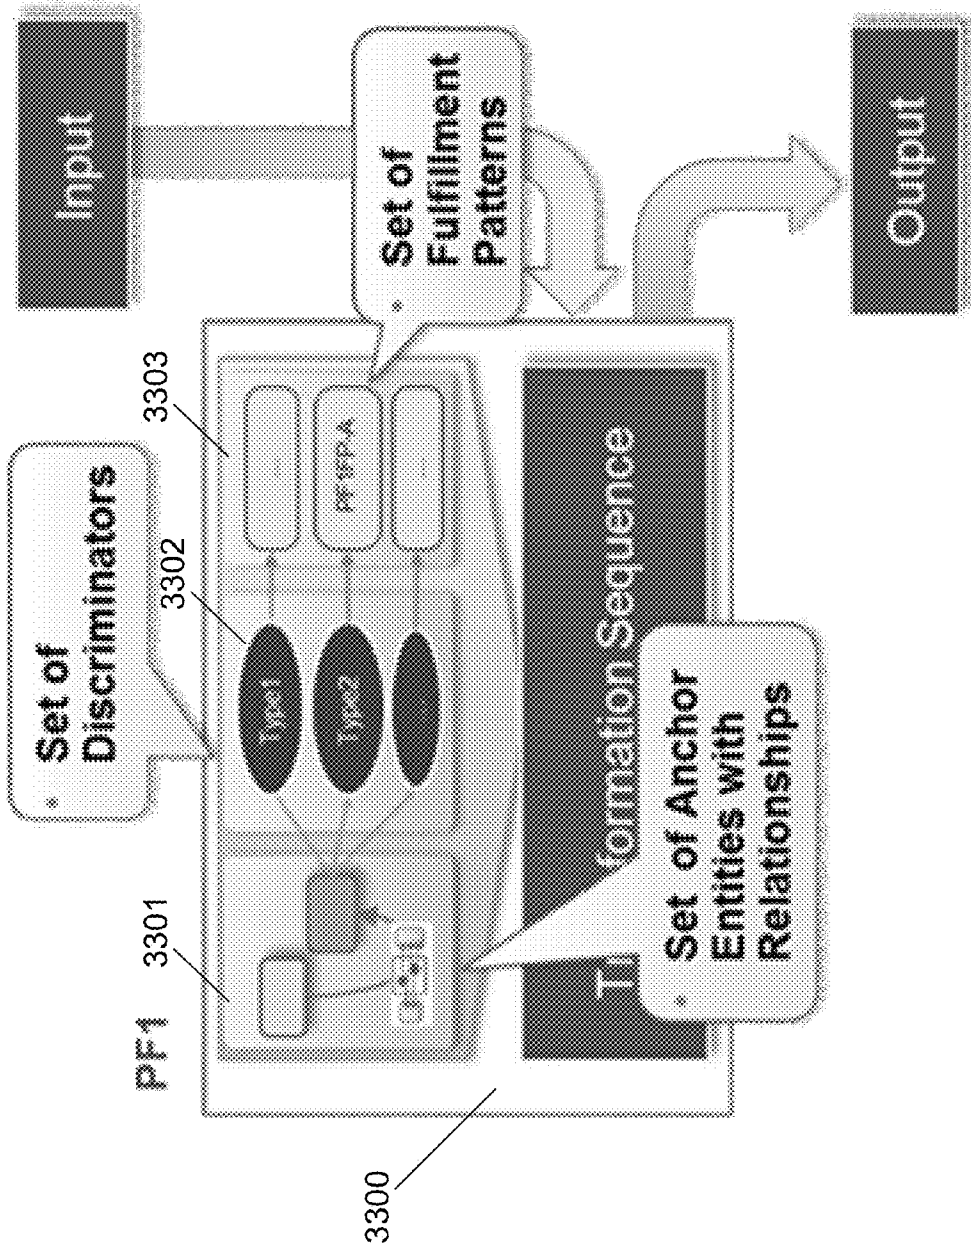 Input
• Set of
Discriminators
• Set of
Fulfillment
Patterns
PF1
3301
3302
3303
Type1
Type2
...
PF1FP-A
...
formation Sequence
• Set of Anchor
Entities with
Relationships
3300
Output